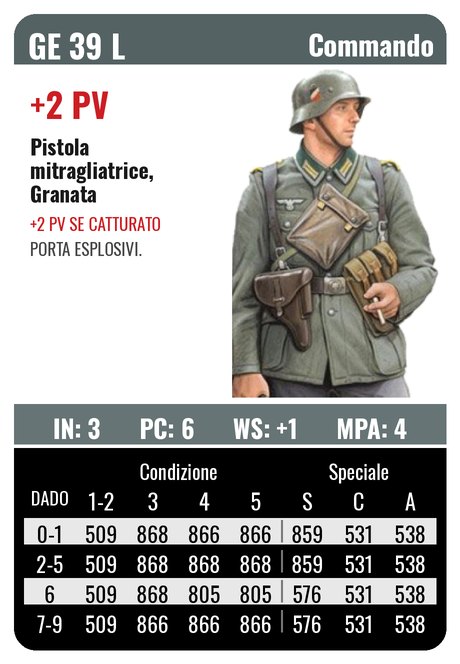 GE 39 L
Commando
+2 PV
Pistola
mitragliatrice,
Granata
+2 PV SE CATTURATO
PORTA ESPLOSIVI.
IN: 3 PC: 6 WS: +1 MPA: 4
Condizione Speciale
DADO 1-2 3 4 5 S C A
0-1 509 868 866 866 859 531 538
2-5 509 868 868 868 859 531 538
6 509 868 805 805 576 531 538
7-9 509 866 866 866 576 531 538